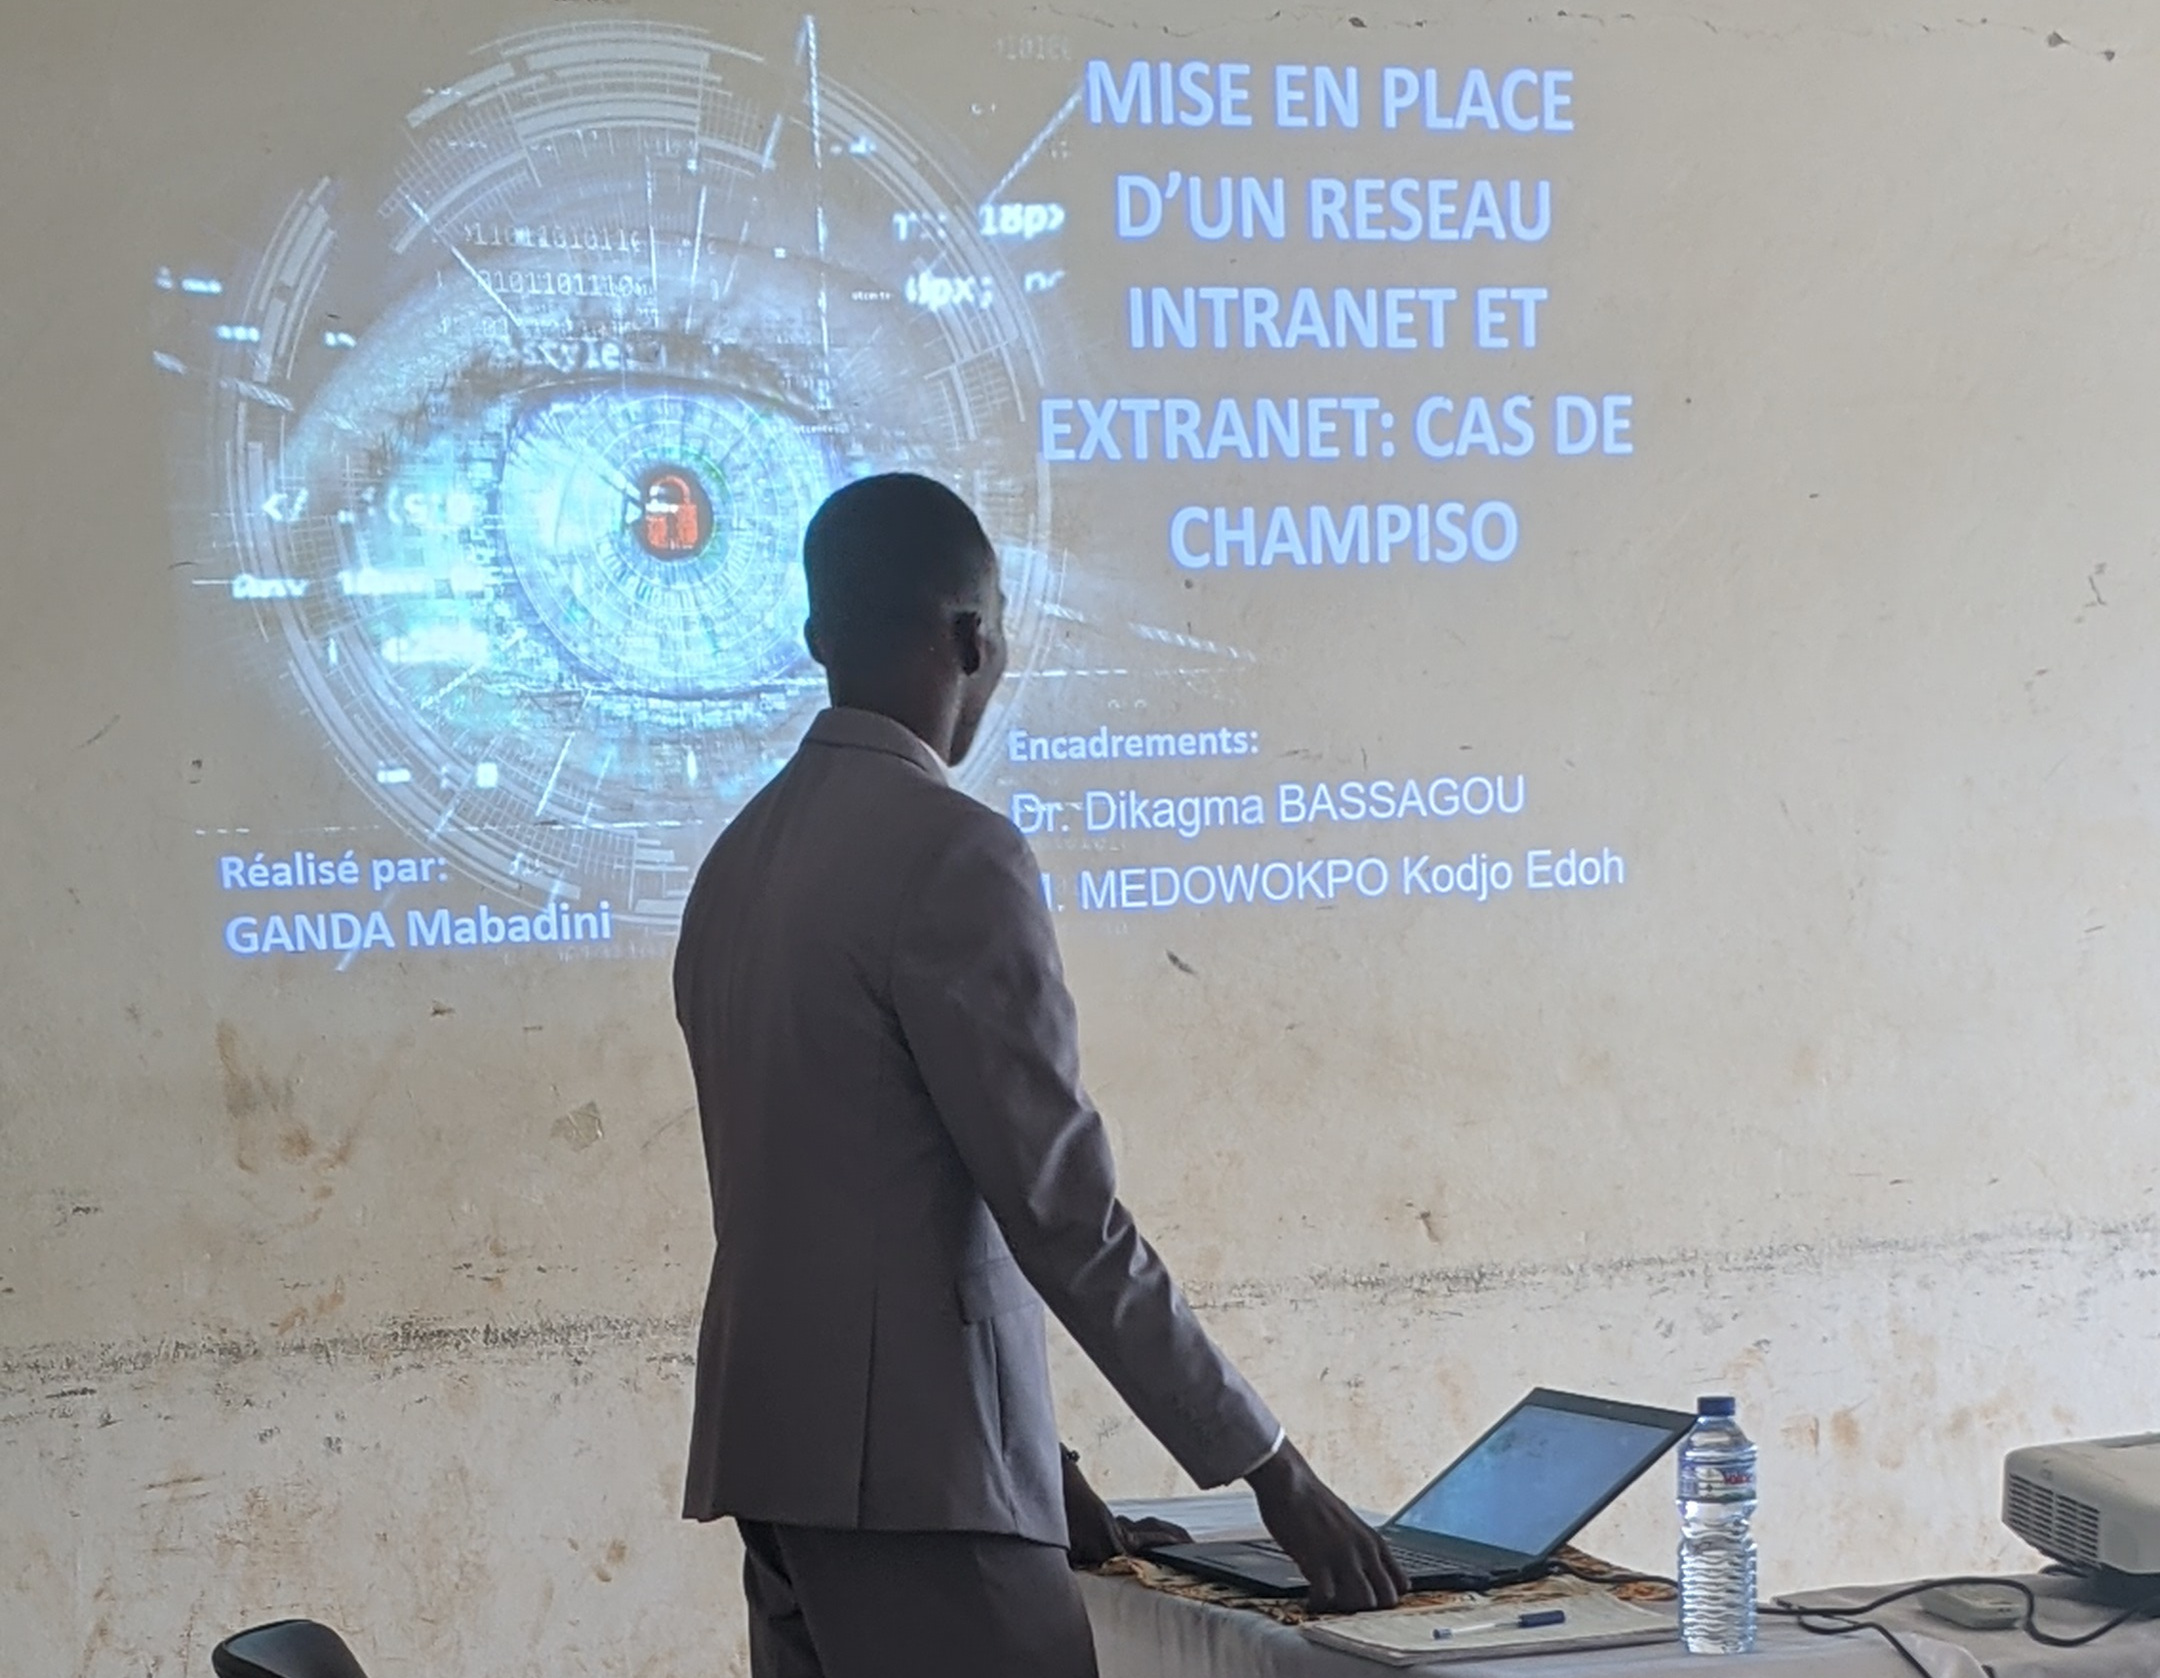 MISE EN PLACE
D'UN RESEAU
INTRANET ET
EXTRANET: CAS DE
CHAMPISO
Encadrements:
Dr. Dikagma BASSAGOU
MEDOWOKPO Kodjo Edoh
Réalisé par:
GANDA Mabadini